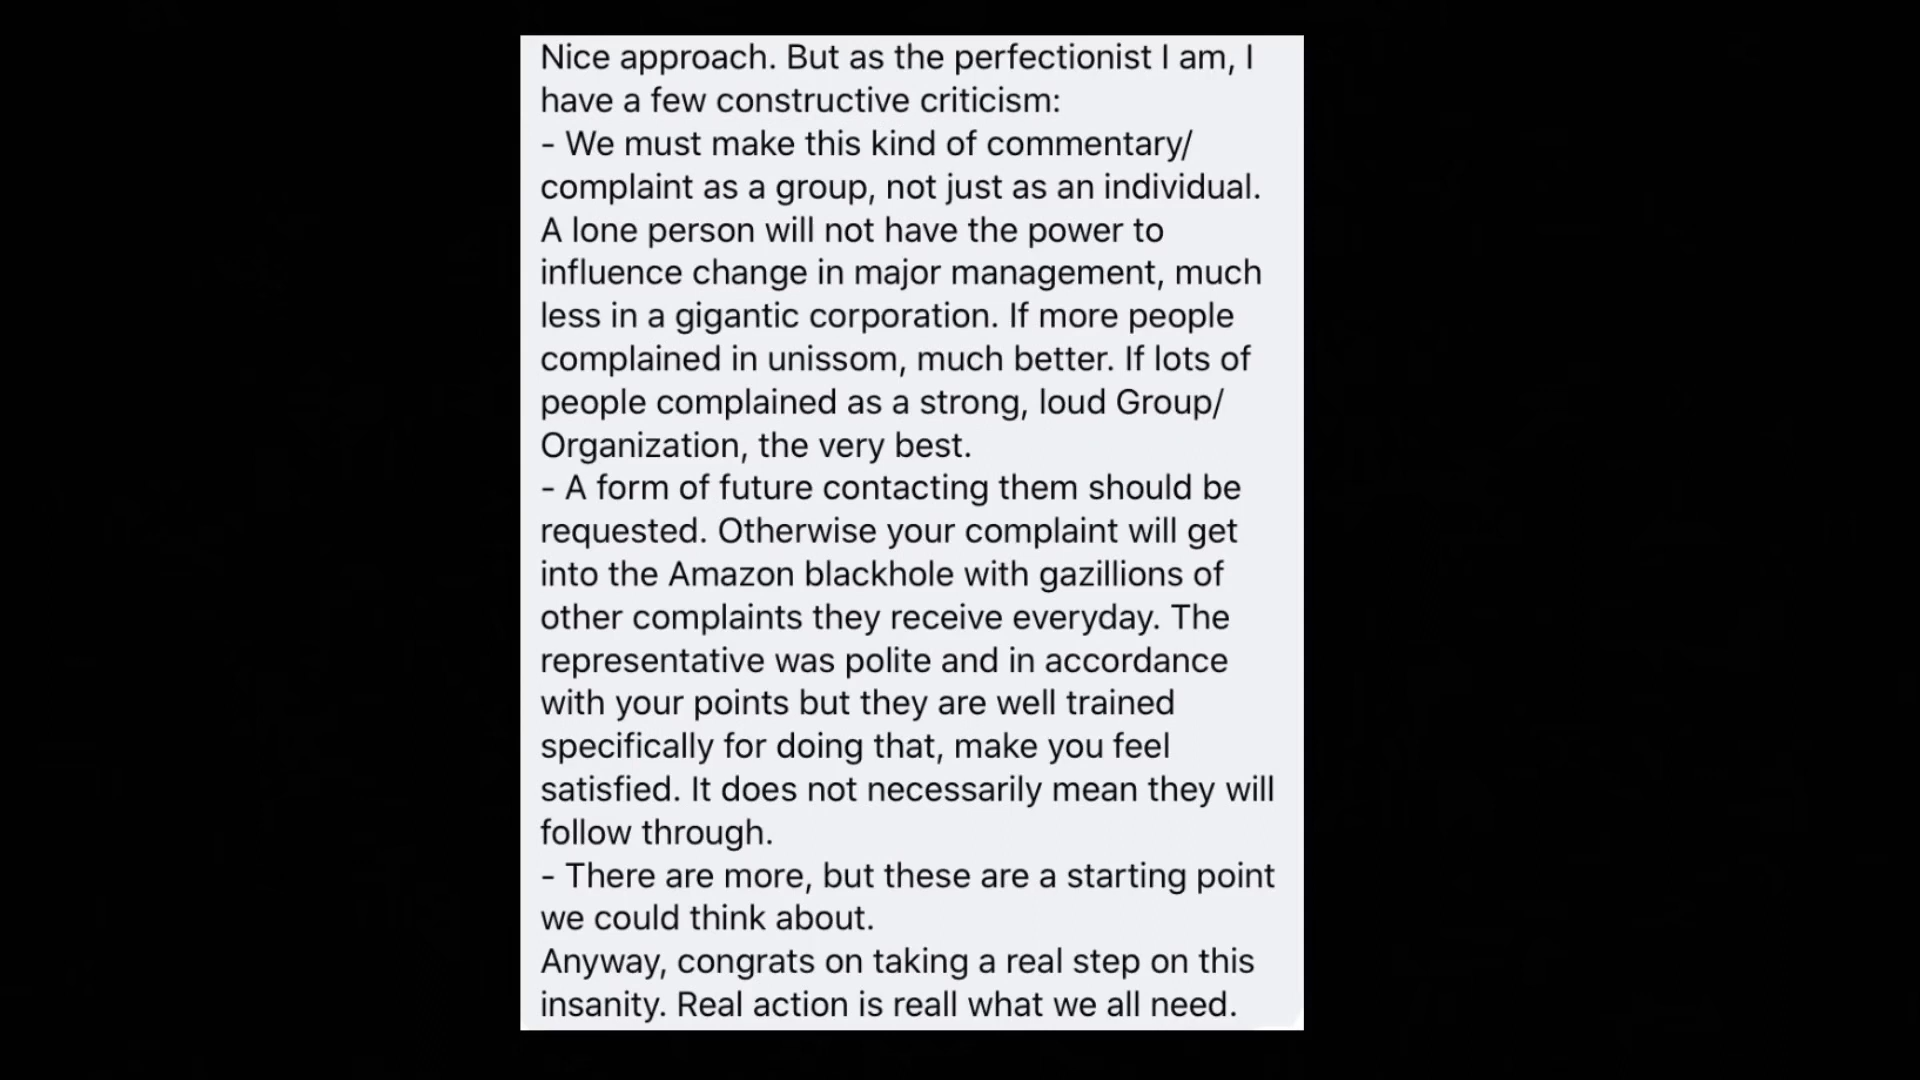 Nice approach. But as the perfectionist I am, I
have a few constructive criticism:
- We must make this kind of commentary/
complaint as a group, not just as an individual.
A lone person will not have the power to
influence change in major management, much
less in a gigantic corporation. If more people
complained in unissom, much better. If lots of
people complained as a strong, loud Group/
Organization, the very best.
- A form of future contacting them should be
requested. Otherwise your complaint will get
into the Amazon blackhole with gazillions of
other complaints they receive everyday. The
representative was polite and in accordance
with your points but they are well trained
specifically for doing that, make you feel
satisfied. It does not necessarily mean they will
follow through.
- There are more, but these are a starting point
we could think about.
Anyway, congrats on taking a real step on this
insanity. Real action is reall what we all need.